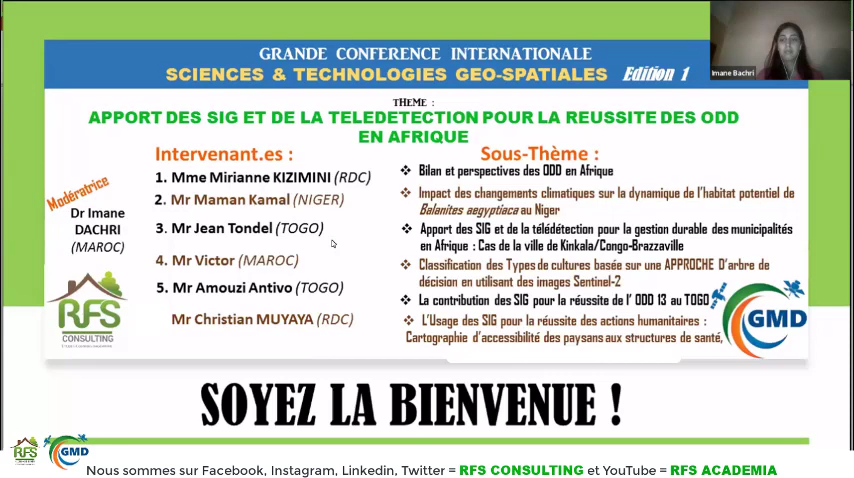 GRANDE CONFERENCE INTERNATIONALE
SCIENCES & TECHNOLOGIES GEO-SPATIALES Edition 1
Imane Bachri
THEME :
APPORT DES SIG ET DE LA TELEDETECTION POUR LA REUSSITE DES ODD
EN AFRIQUE
Modératrice
Dr Imane
DACHRI
(MAROC)
Intervenant.es :
1. Mme Mirianne KIZIMINI (RDC)
2. Mr Maman Kamal (NIGER)
3. Mr Jean Tondel (TOGO)
4. Mr Victor (MAROC)
5. Mr Amouzi Antivo (TOGO)
Mr Christian MUYAYA (RDC)
Sous-Thème :
❖ Bilan et perspectives des ODD en Afrique
❖ Impact des changements climatiques sur la dynamique de l'habitat potentiel de
Balanites aegyptiaca au Niger
❖ Apport des SIG et de la télédétection pour la gestion durable des municipalités
en Afrique : Cas de la ville de Kinkala/Congo-Brazzaville
❖ Classification des Types de cultures basée sur une APPROCHE D'arbre de
décision en utilisant des images Sentinel-2
❖ La contribution des SIG pour la réussite de l' ODD 13 au TOGO
❖ L'Usage des SIG pour la réussite des actions humanitaires :
Cartographie d'accessibilité des paysans aux structures de santé,
RFS
CONSULTING
GMD
SOYEZ LA BIENVENUE !
RFS
GMD
Nous sommes sur Facebook, Instagram, Linkedin, Twitter = RFS CONSULTING et YouTube = RFS ACADEMIA